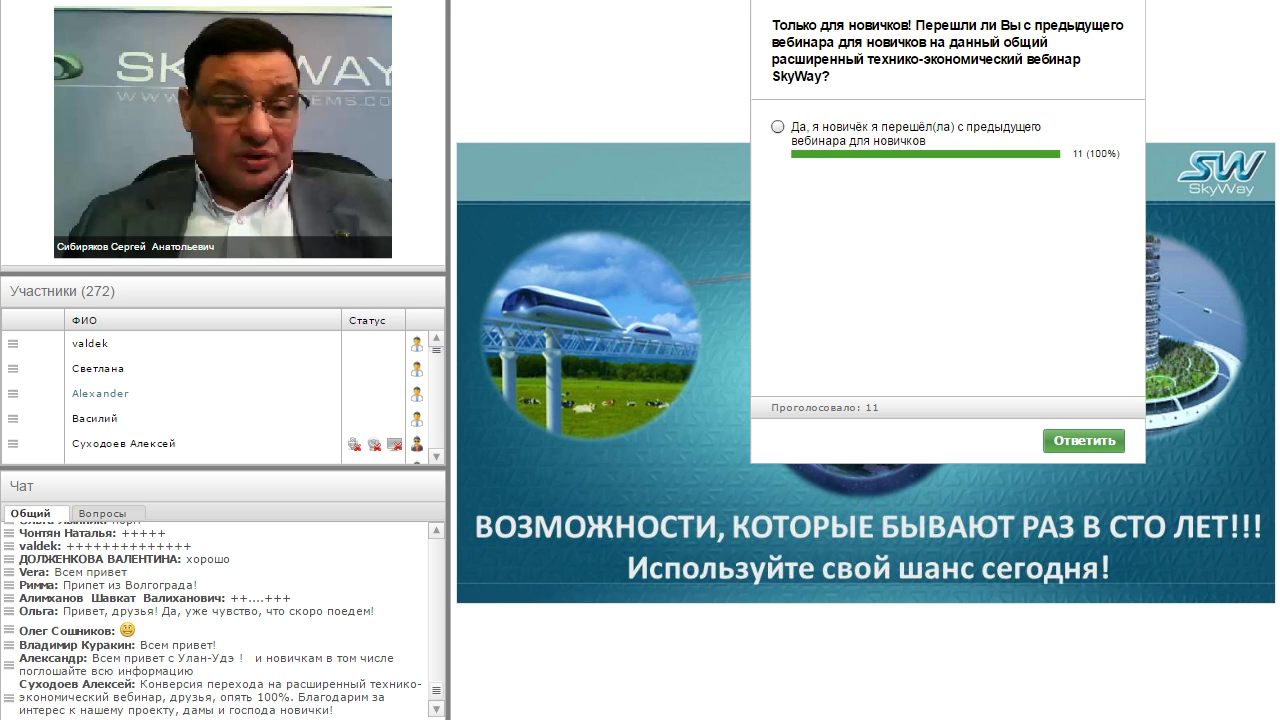 SKYWAY
WWW
EMS.CO
Сибиряков Сергей Анатольевич
Участники (272)
ФИО Статус
valdek
Светлана
Alexander
Василий
Суходоев Алексей
Чат
Общий Вопросы
Чонтян Наталья: +++++
valdek: ++++++++++++++
ДОЛЖЕНКОВА ВАЛЕНТИНА: хорошо
Vera: Всем привет
Римма: Припет из Волгограда!
Алимханов Шавкат Валиханович: ++....+++
Ольга: Привет, друзья! Да, уже чувство, что скоро поедем!
Олег Сошников:
Владимир Куракин: Всем привет!
Александр: Всем привет с Улан-Удэ ! и новичкам в том числе
поглошайте всю информацию
Суходоев Алексей: Конверсия перехода на расширенный технико-
экономический вебинар, друзья, опять 100%. Благодарим за
интерес к нашему проекту, дамы и господа новички!
Только для новичков! Перешли ли Вы с предыдущего
вебинара для новичков на данный общий
расширенный технико-экономический вебинар
SkyWay?
Да, я новичёк я перешёл(ла) с предыдущего
вебинара для новичков
11 (100%)
Проголосовало: 11
Ответить
SW
SkyWay
ВОЗМОЖНОСТИ, КОТОРЫЕ БЫВАЮТ РАЗ В СТО ЛЕТ!!!
Используйте свой шанс сегодня!